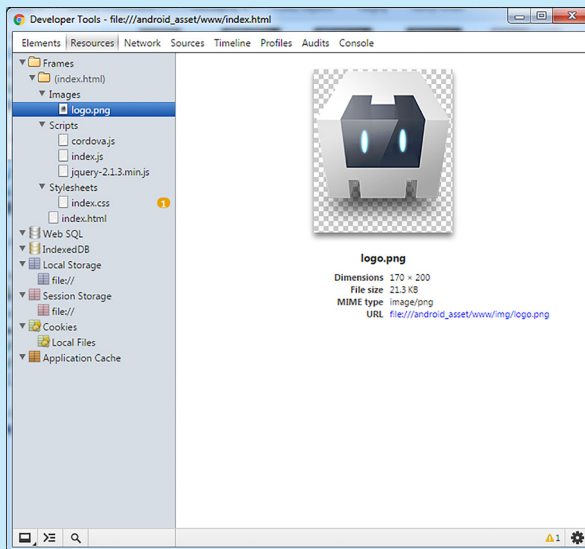 Developer Tools - file:///android_asset/www/index.html
Elements Resources Network Sources Timeline Profiles Audits Console
Frames
(index.html)
Images
logo.png
Scripts
cordova.js
index.js
jquery-2.1.3.min.js
Stylesheets
index.css 1
index.html
Web SQL
IndexedDB
Local Storage
file://
Session Storage
file://
Cookies
Local Files
Application Cache
logo.png
Dimensions 170 × 200
File size 21.3 KB
MIME type image/png
URL file:///android_asset/www/img/logo.png
1